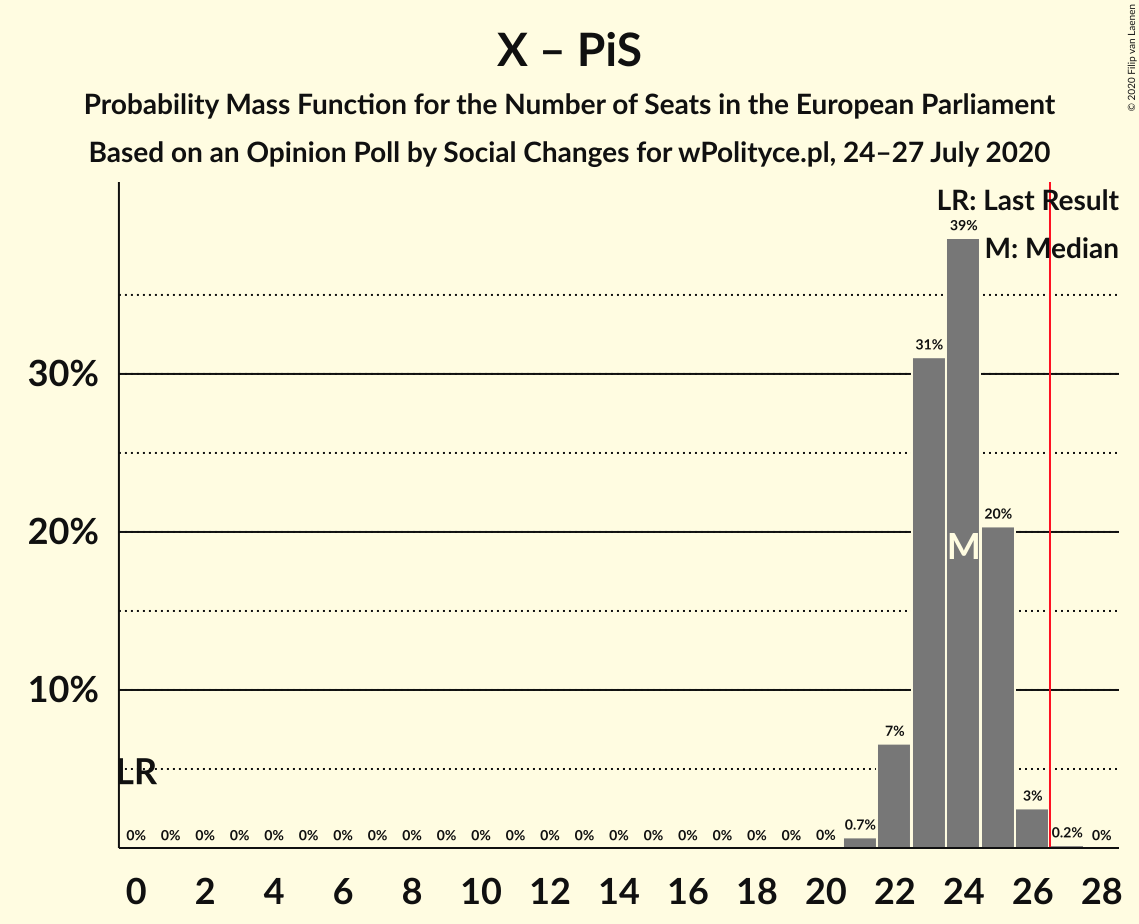 X – PiS
Probability Mass Function for the Number of Seats in the European Parliament
Based on an Opinion Poll by Social Changes for wPolityce.pl, 24–27 July 2020
© 2020 Filip van Laenen
LR: Last Result
M: Median
39%
31%
30%
20%
20%
M
10%
7%
LR
3%
0% 0% 0% 0% 0% 0% 0% 0% 0% 0% 0% 0% 0% 0% 0% 0% 0% 0% 0% 0% 0% 0.7% 0.2% 0%
0 2 4 6 8 10 12 14 16 18 20 22 24 26 28